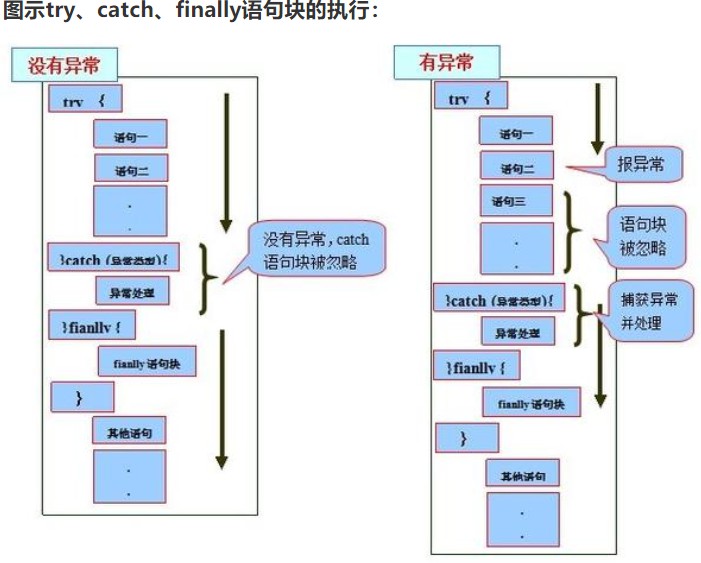 图示try、catch、finally语句块的执行：
没有异常
try {
语句一
语句二
.
.
}catch (异常类型){
异常处理
}fianlly {
fianlly 语句块
}
其他语句
.
.
没有异常，catch
语句块被忽略
有异常
try {
语句一
语句二
语句三
.
.
}catch (异常类型){
异常处理
}fianlly {
fianlly 语句块
}
其他语句
.
.
报异常
语句块
被忽略
捕获异常
并处理